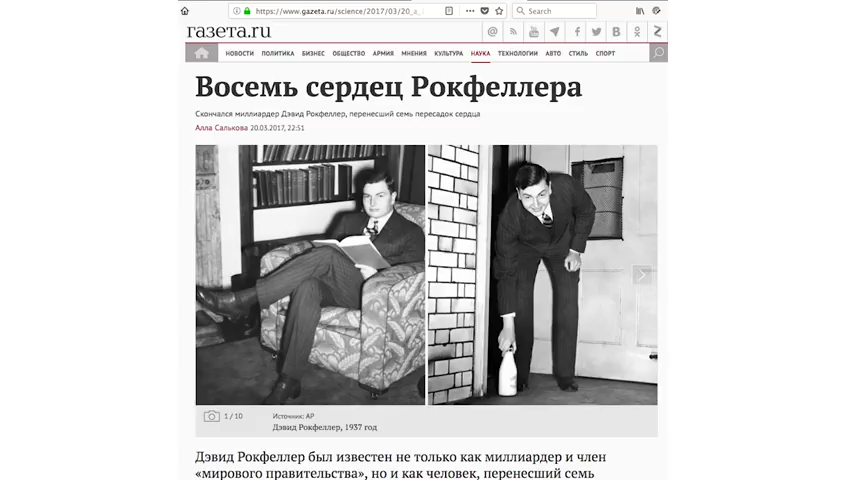 https://www.gazeta.ru/science/2017/03/20_a_
Search
газета.ru
НОВОСТИ ПОЛИТИКА БИЗНЕС ОБЩЕСТВО АРМИЯ МНЕНИЯ КУЛЬТУРА НАУКА ТЕХНОЛОГИИ АВТО СТИЛЬ СПОРТ
Восемь сердец Рокфеллера
Скончался миллиардер Дэвид Рокфеллер, перенесший семь пересадок сердца
Алла Салькова 20.03.2017, 22:51
1 / 10
Источник: AP
Дэвид Рокфеллер, 1937 год
Дэвид Рокфеллер был известен не только как миллиардер и член
«мирового правительства», но и как человек, перенесший семь